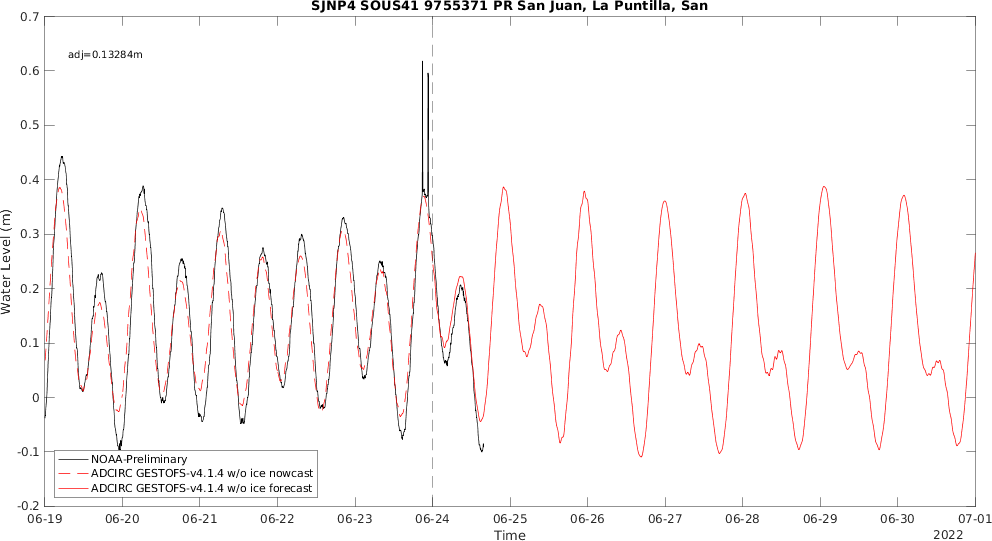 SJNP4 SOUS41 9755371 PR San Juan, La Puntilla, San
adj=0.13284m
0.7
0.6
0.5
0.4
0.3
0.2
0.1
0
-0.1
-0.2
Water Level (m)
NOAA-Preliminary
ADCIRC GESTOFS-v4.1.4 w/o ice nowcast
ADCIRC GESTOFS-v4.1.4 w/o ice forecast
06-19 06-20 06-21 06-22 06-23 06-24 06-25 06-26 06-27 06-28 06-29 06-30 07-01
2022
Time